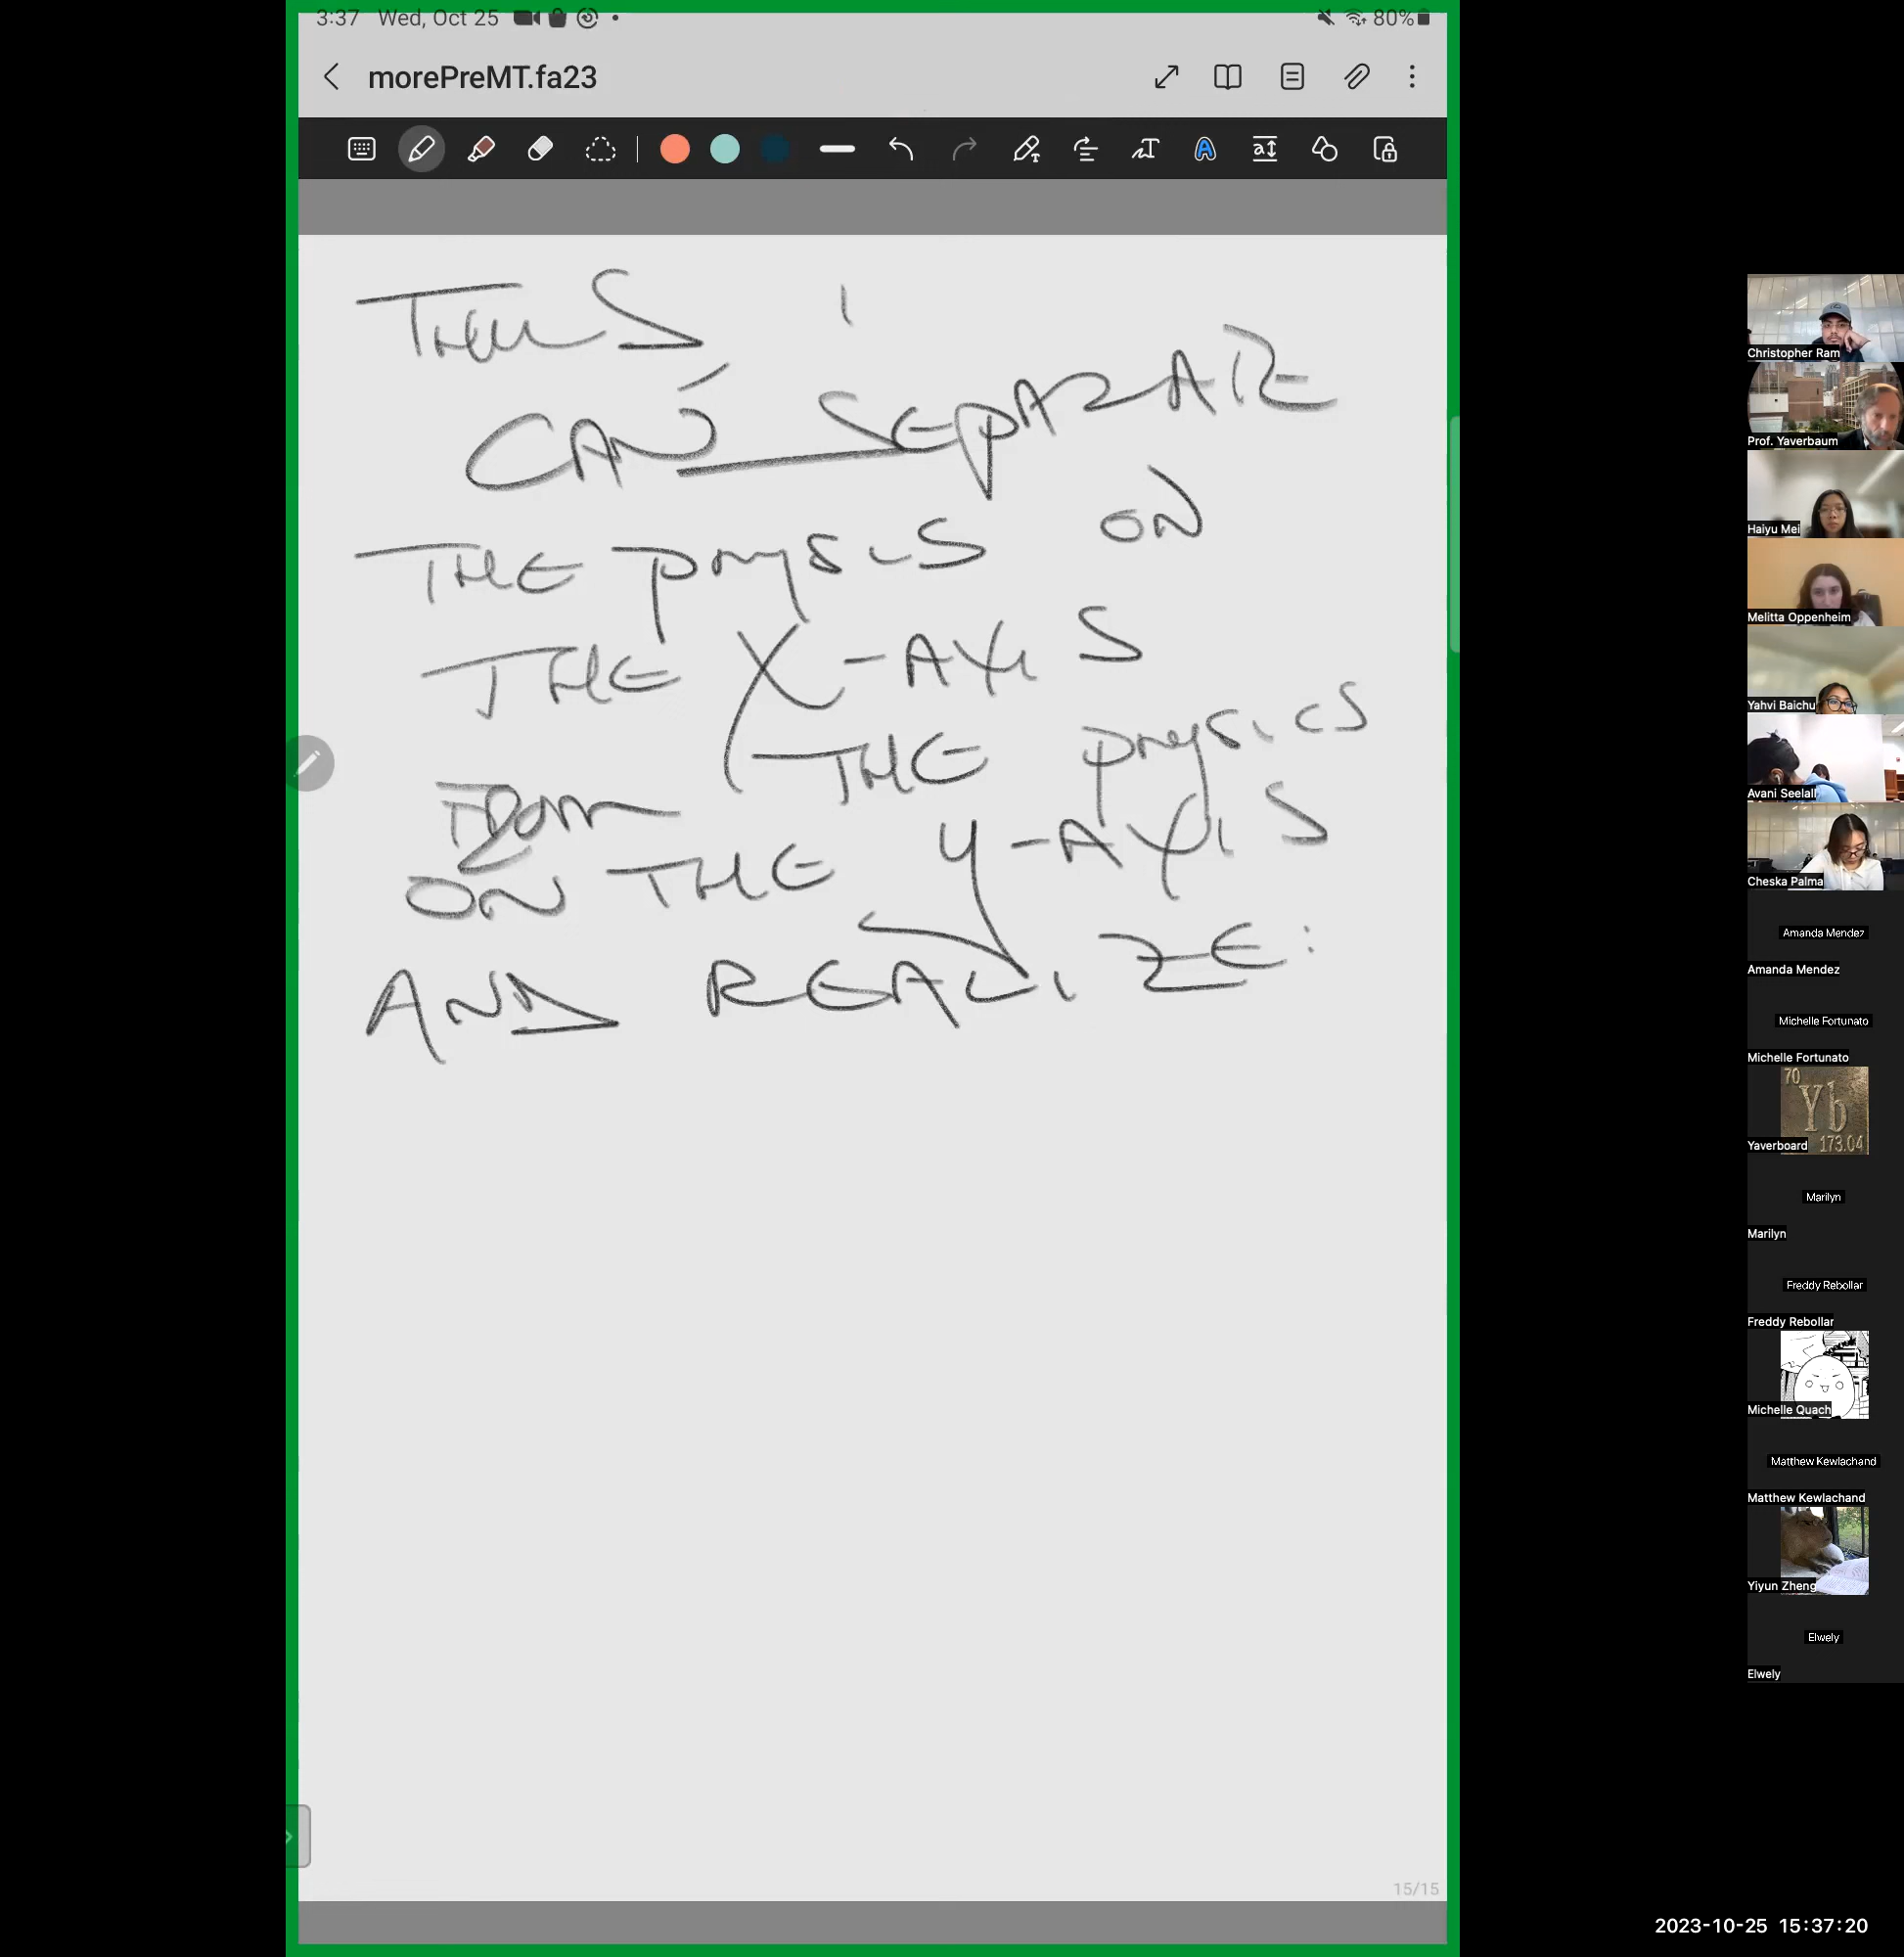 3:37 Wed, Oct 25
80%
morePreMT.fa23
THUS
CAN SEPARATE
THE PHYSICS ON
THE X-AXIS
FROM THE PHYSICS
ON THE Y-AXIS
AND REALIZE:
15/15
Christopher Ram
Prof. Yaverbaum
Haiyu Mei
Melitta Oppenheim
Yahvi Baichu
Avani Seelall
Cheska Palma
Amanda Mendez
Amanda Mendez
Michelle Fortunato
Michelle Fortunato
70
Yb
173.04
Yaverboard
Marilyn
Marilyn
Freddy Rebollar
Freddy Rebollar
Michelle Quach
Matthew Kewlachand
Matthew Kewlachand
Yiyun Zheng
Elwely
Elwely
2023-10-25 15:37:20